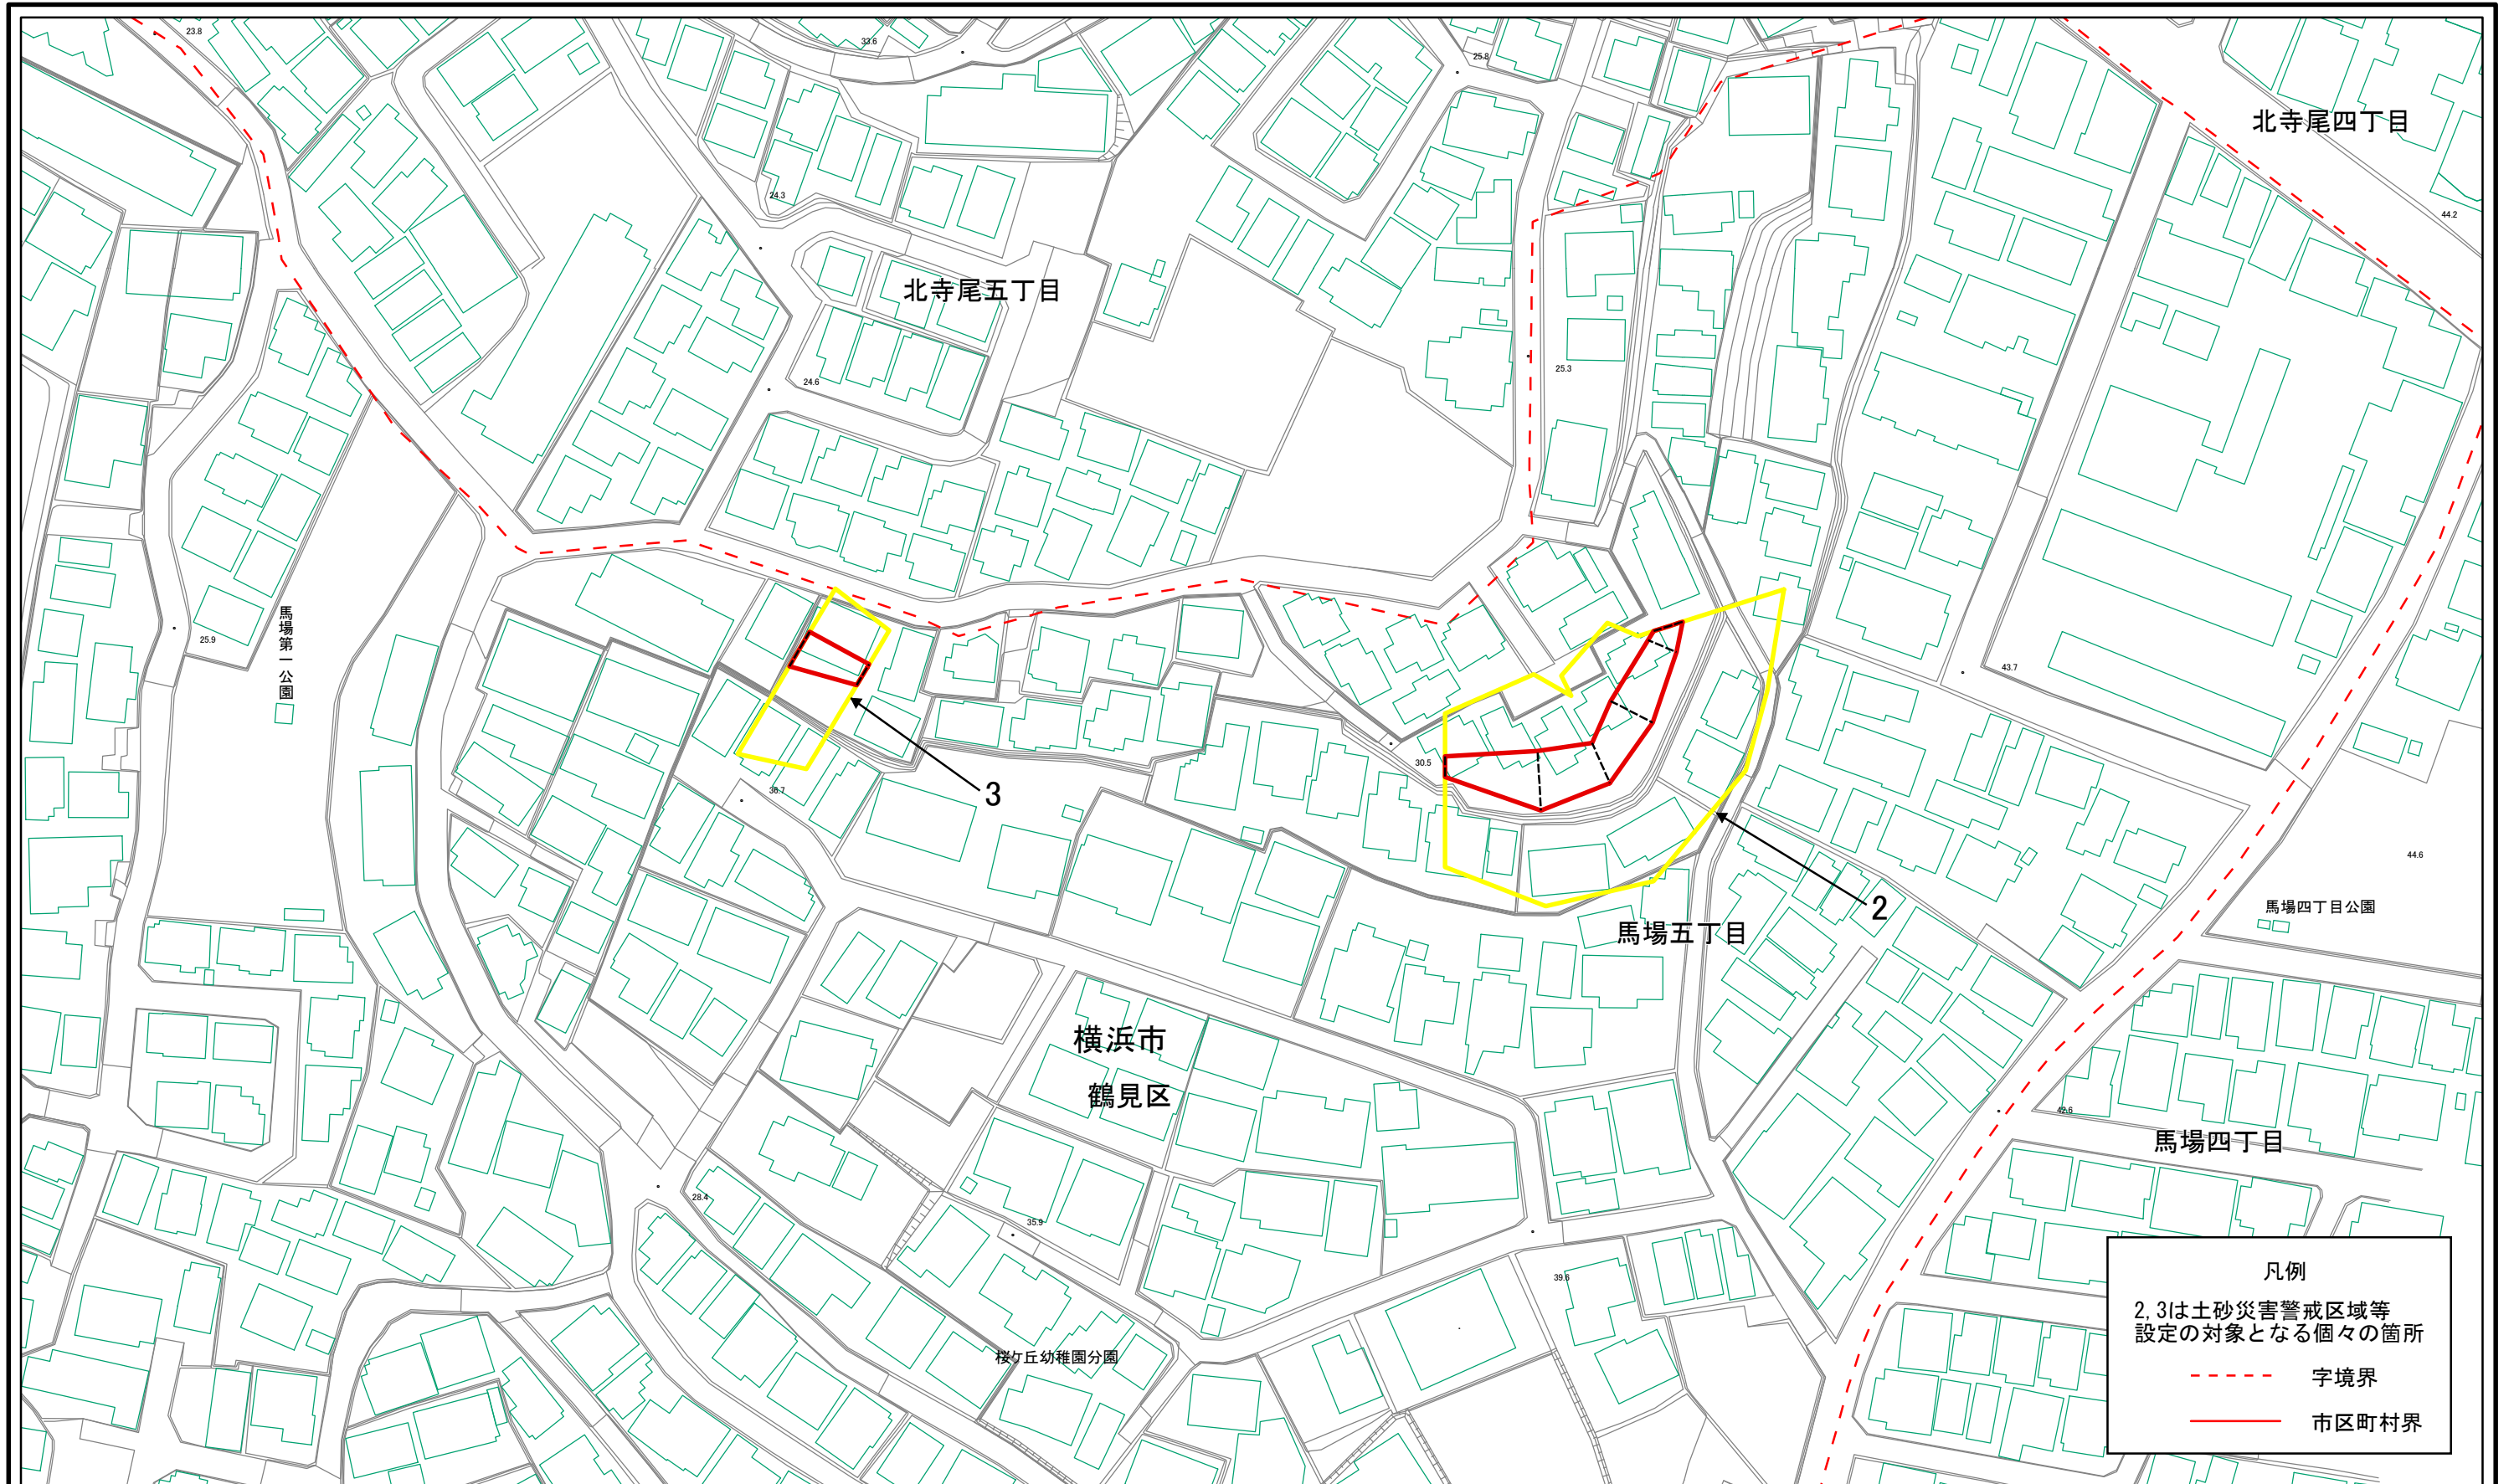 23.8
33.6
25.8
北寺尾四丁目
24.3
44.2
北寺尾五丁目
24.6
25.3
馬場第一公園
25.9
43.7
30.5
36.7
3
44.6
2
馬場四丁目公園
馬場五丁目
横浜市
鶴見区
42.6
馬場四丁目
28.4
35.9
39.6
桜ケ丘幼稚園分園
凡例
2,3は土砂災害警戒区域等
設定の対象となる個々の箇所
字境界
市区町村界